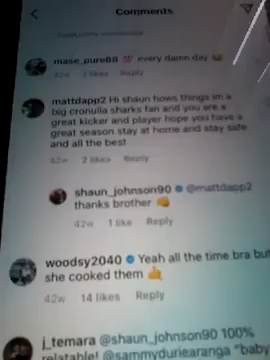 Comments
mase_pure88 💯 every damn day 😂
42w 2 likes Reply
mattdapp2 Hi shaun hows things im a
big cronulla sharks fan and you are a
great kicker and player hope you have a
great season stay at home and stay safe
and all the best
42w 2 likes Reply
shaun_johnson90 @mattdapp2
thanks brother 👊
42w 1 like Reply
woodsy2040 Yeah all the time bra but
she cooked them 🤙
42w 14 likes Reply
j_temara @shaun_johnson90 100%
relatable! @sammydurieuaranga "baby